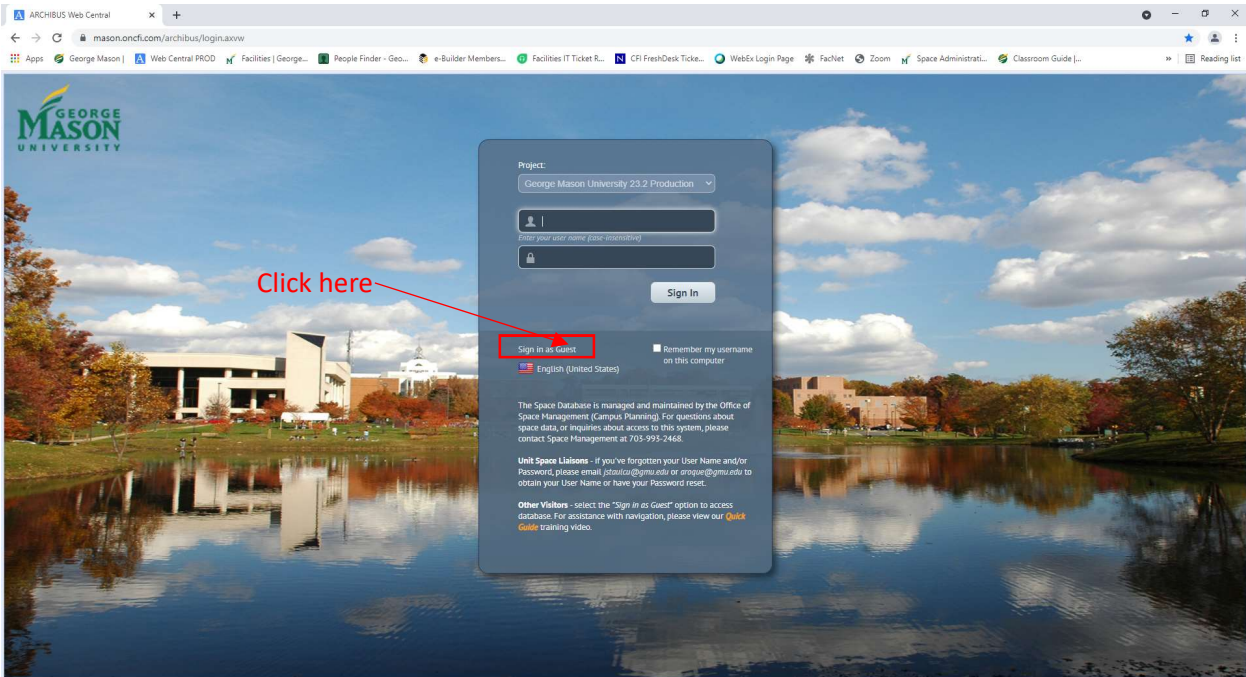 ARCHIBUS Web Central
mason.oncfi.com/archibus/login.axvw
Apps George Mason | Web Central PROD Facilities | George... People Finder - Geo... e-Builder Members... Facilities IT Ticket R... CFI FreshDesk Ticke... WebEx Login Page FacNet Zoom Space Administrati... Classroom Guide |... » Reading list
GEORGE
MASON
UNIVERSITY
Project:
George Mason University 23.2 Production
Enter your user name (case-insensitive)
Click here
Sign In
Sign in as Guest
Remember my username
on this computer
English (United States)
The Space Database is managed and maintained by the Office of
Space Management (Campus Planning). For questions about
space data, or inquiries about access to this system, please
contact Space Management at 703-993-2468.
Unit Space Liaisons - If you've forgotten your User Name and/or
Password, please email jstaulcu@gmu.edu or aroque@gmu.edu to
obtain your User Name or have your Password reset.
Other Visitors - select the "Sign in as Guest" option to access
database. For assistance with navigation, please view our Quick
Guide training video.